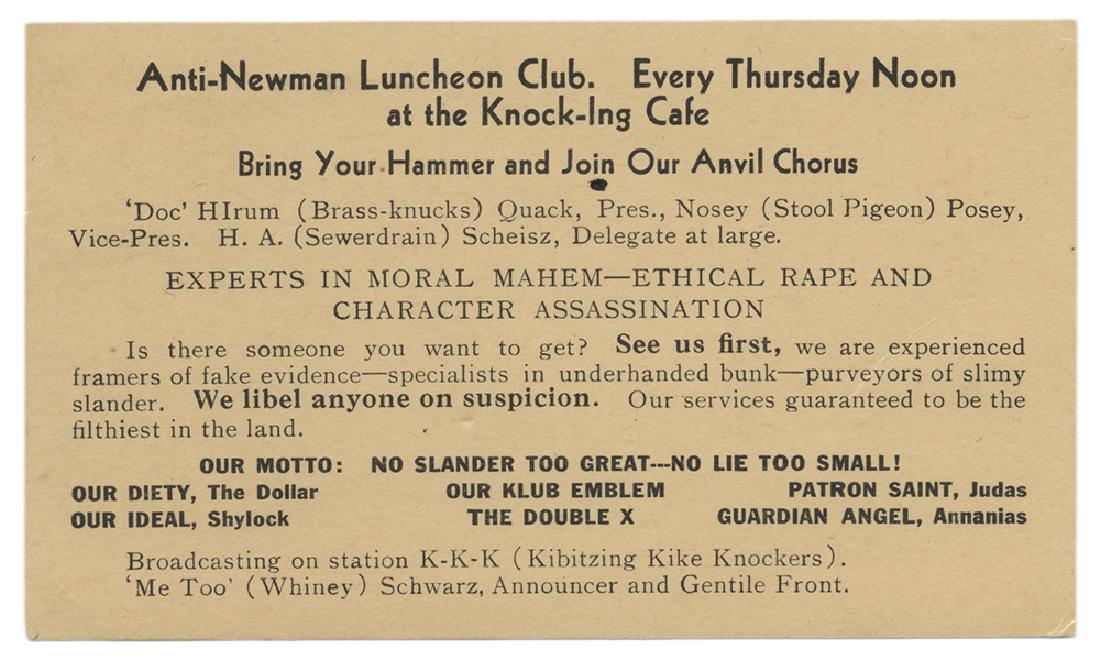 Anti-Newman Luncheon Club. Every Thursday Noon
at the Knock-Ing Cafe
Bring Your Hammer and Join Our Anvil Chorus
'Doc' HIrum (Brass-knucks) Quack, Pres., Nosey (Stool Pigeon) Posey,
Vice-Pres. H. A. (Sewerdrain) Scheisz, Delegate at large.
EXPERTS IN MORAL MAHEM—ETHICAL RAPE AND
CHARACTER ASSASSINATION
Is there someone you want to get? See us first, we are experienced
framers of fake evidence—specialists in underhanded bunk—purveyors of slimy
slander. We libel anyone on suspicion. Our services guaranteed to be the
filthiest in the land.
OUR MOTTO: NO SLANDER TOO GREAT---NO LIE TOO SMALL!
OUR DIETY, The Dollar OUR KLUB EMBLEM PATRON SAINT, Judas
OUR IDEAL, Shylock THE DOUBLE X GUARDIAN ANGEL, Annanias
Broadcasting on station K-K-K (Kibitzing Kike Knockers).
'Me Too' (Whiney) Schwarz, Announcer and Gentile Front.